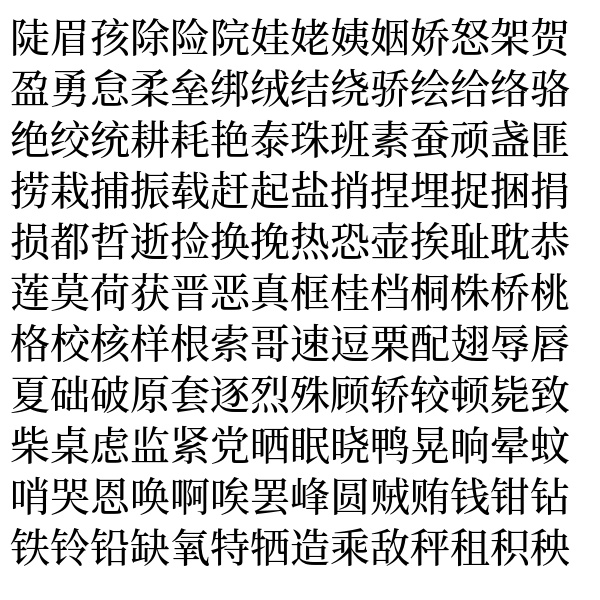 陡眉孩除险院娃姥姨姻娇怒架贺
盈勇怠柔垒绑绒结绕骄绘给络骆
绝绞统耕耗艳泰珠班素蚕顽盏匪
捞栽捕振载赶起盐捎捏埋捉捆捐
损都哲逝捡换挽热恐壶挨耻耽恭
莲莫荷获晋恶真框桂档桐株桥桃
格校核样根索哥速逗栗配翅辱唇
夏础破原套逐烈殊顾轿较顿毙致
柴桌虑监紧党晒眠晓鸭晃晌晕蚊
哨哭恩唤啊唉罢峰圆贼贿钱钳钻
铁铃铅缺氧特牺造乘敌秤租积秧